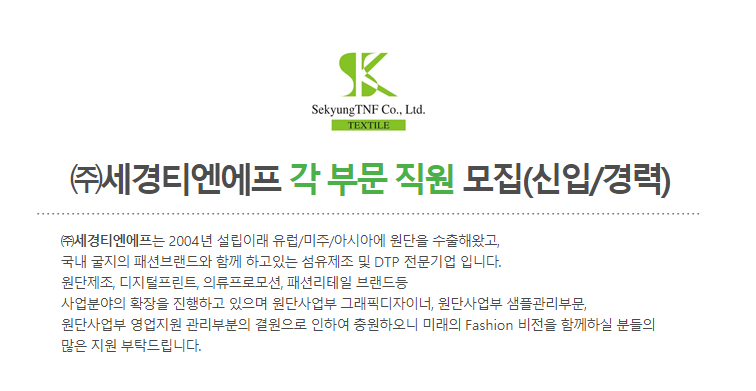 SK
SekyungTNF Co., Ltd.
TEXTILE
㈜세경티엔에프 각 부문 직원 모집(신입/경력)
㈜세경티엔에프는 2004년 설립이래 유럽/미주/아시아에 원단을 수출해왔고,
국내 굴지의 패션브랜드와 함께 하고있는 섬유제조 및 DTP 전문기업 입니다.
원단제조, 디지털프린트, 의류프로모션, 패션리테일 브랜드등
사업분야의 확장을 진행하고 있으며 원단사업부 그래픽디자이너, 원단사업부 샘플관리부문,
원단사업부 영업지원 관리부분의 결원으로 인하여 충원하오니 미래의 Fashion 비전을 함께하실 분들의
많은 지원 부탁드립니다.